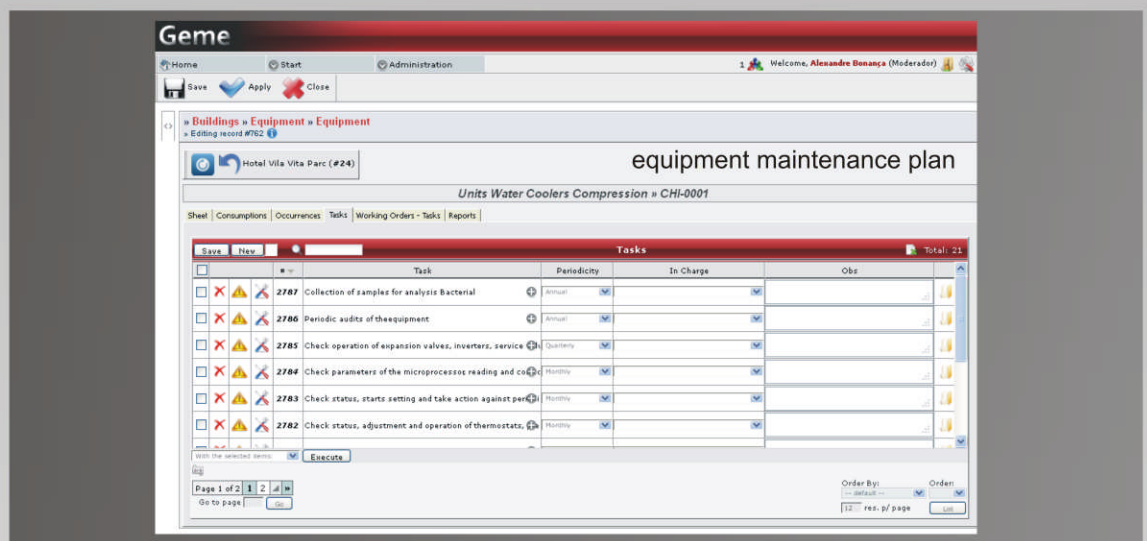 Geme
Home Start Administration 1 Welcome, Alexandre Bonança (Moderador)
Save Apply Close
» Buildings » Equipment » Equipment
» Editing record #762
Hotel Vila Vita Parc (#24)
equipment maintenance plan
Units Water Coolers Compression » CHI-0001
Sheet Consumptions Occurrences Tasks Working Orders - Tasks Reports
Save New Tasks Total: 21
# Task Periodicity In Charge Obs
2787 Collection of samples for analysis Bacterial Annual
2786 Periodic audits of theequipment Annual
2785 Check operation of expansion valves, inverters, service Quarterly
2784 Check parameters of the microprocessor reading and Monthly
2783 Check status, starts setting and take action against Monthly
2782 Check status, adjustment and operation of thermostats, Monthly
With the selected items: Execute
Page 1 of 2 1 2 »
Go to page Go
Order By: Order:
-- default --
12 res. p/ page List